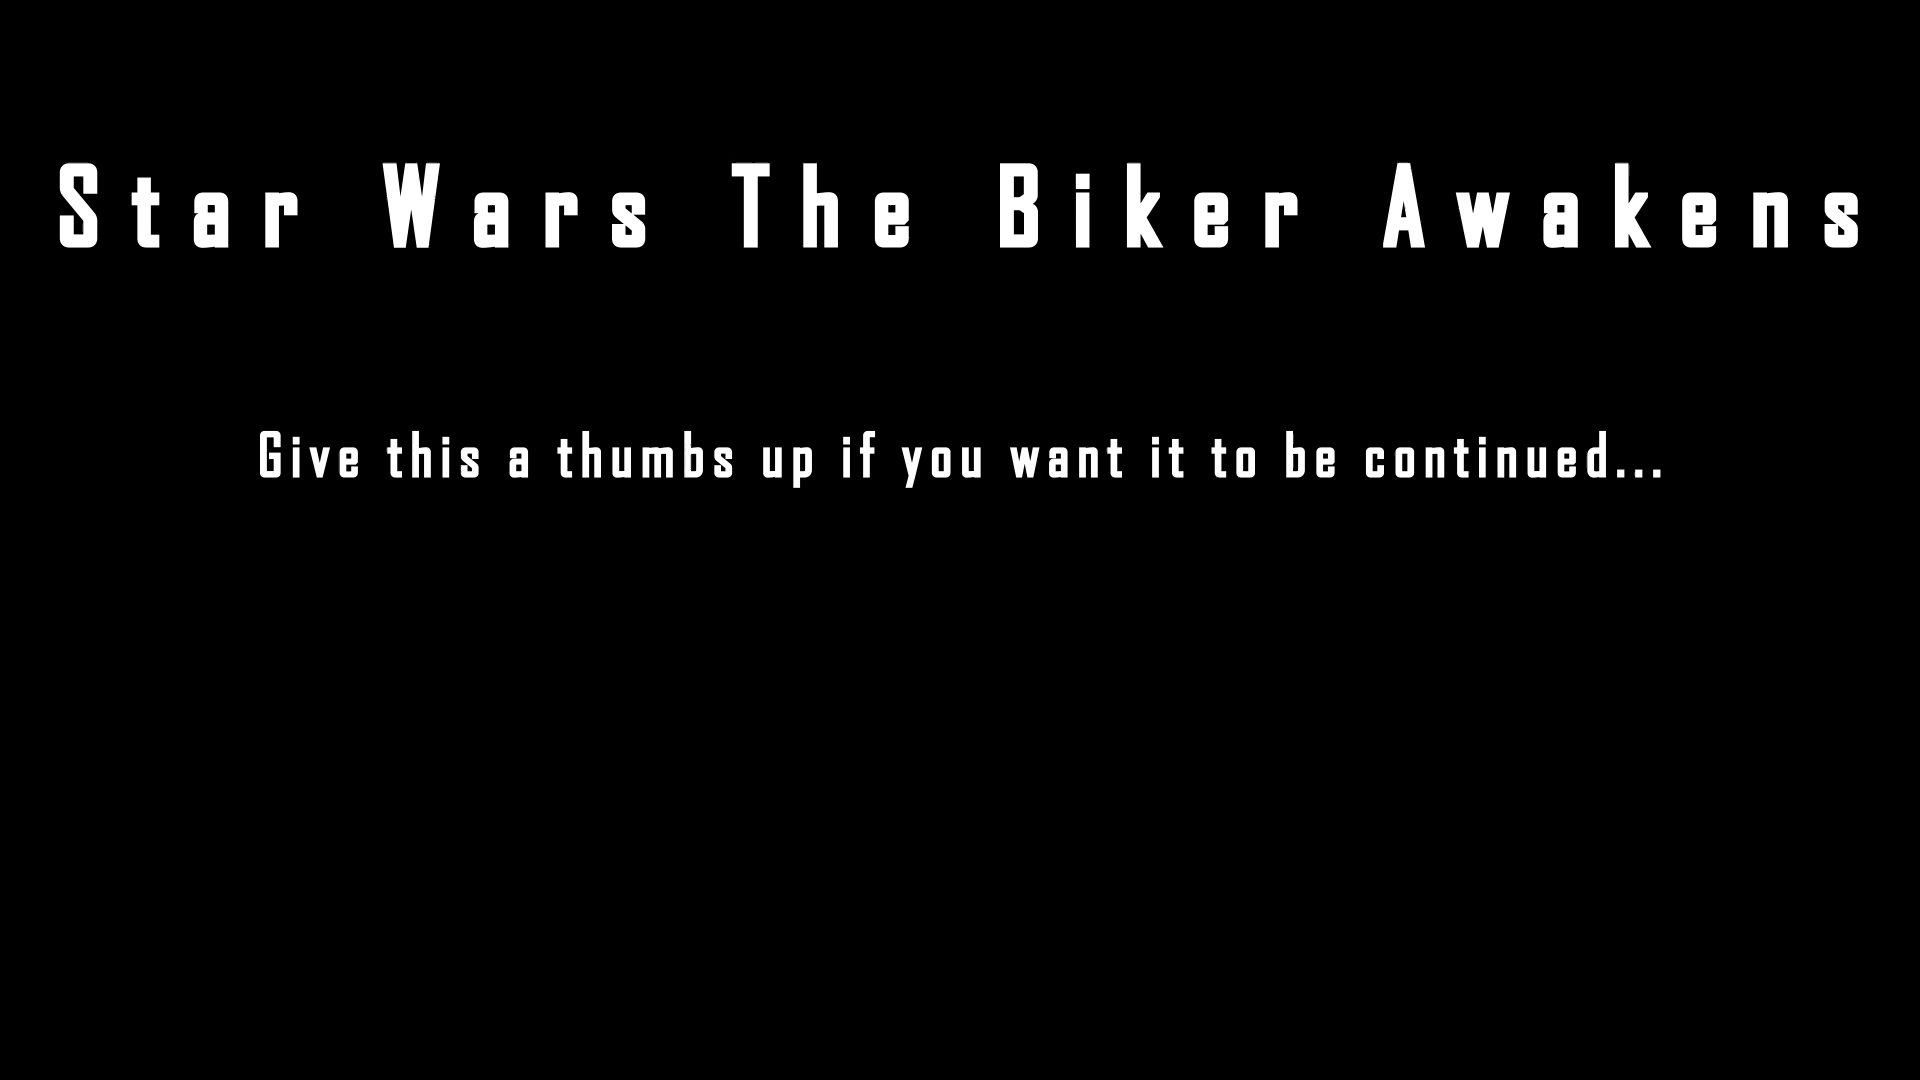 Star Wars The Biker Awakens
Give this a thumbs up if you want it to be continued...